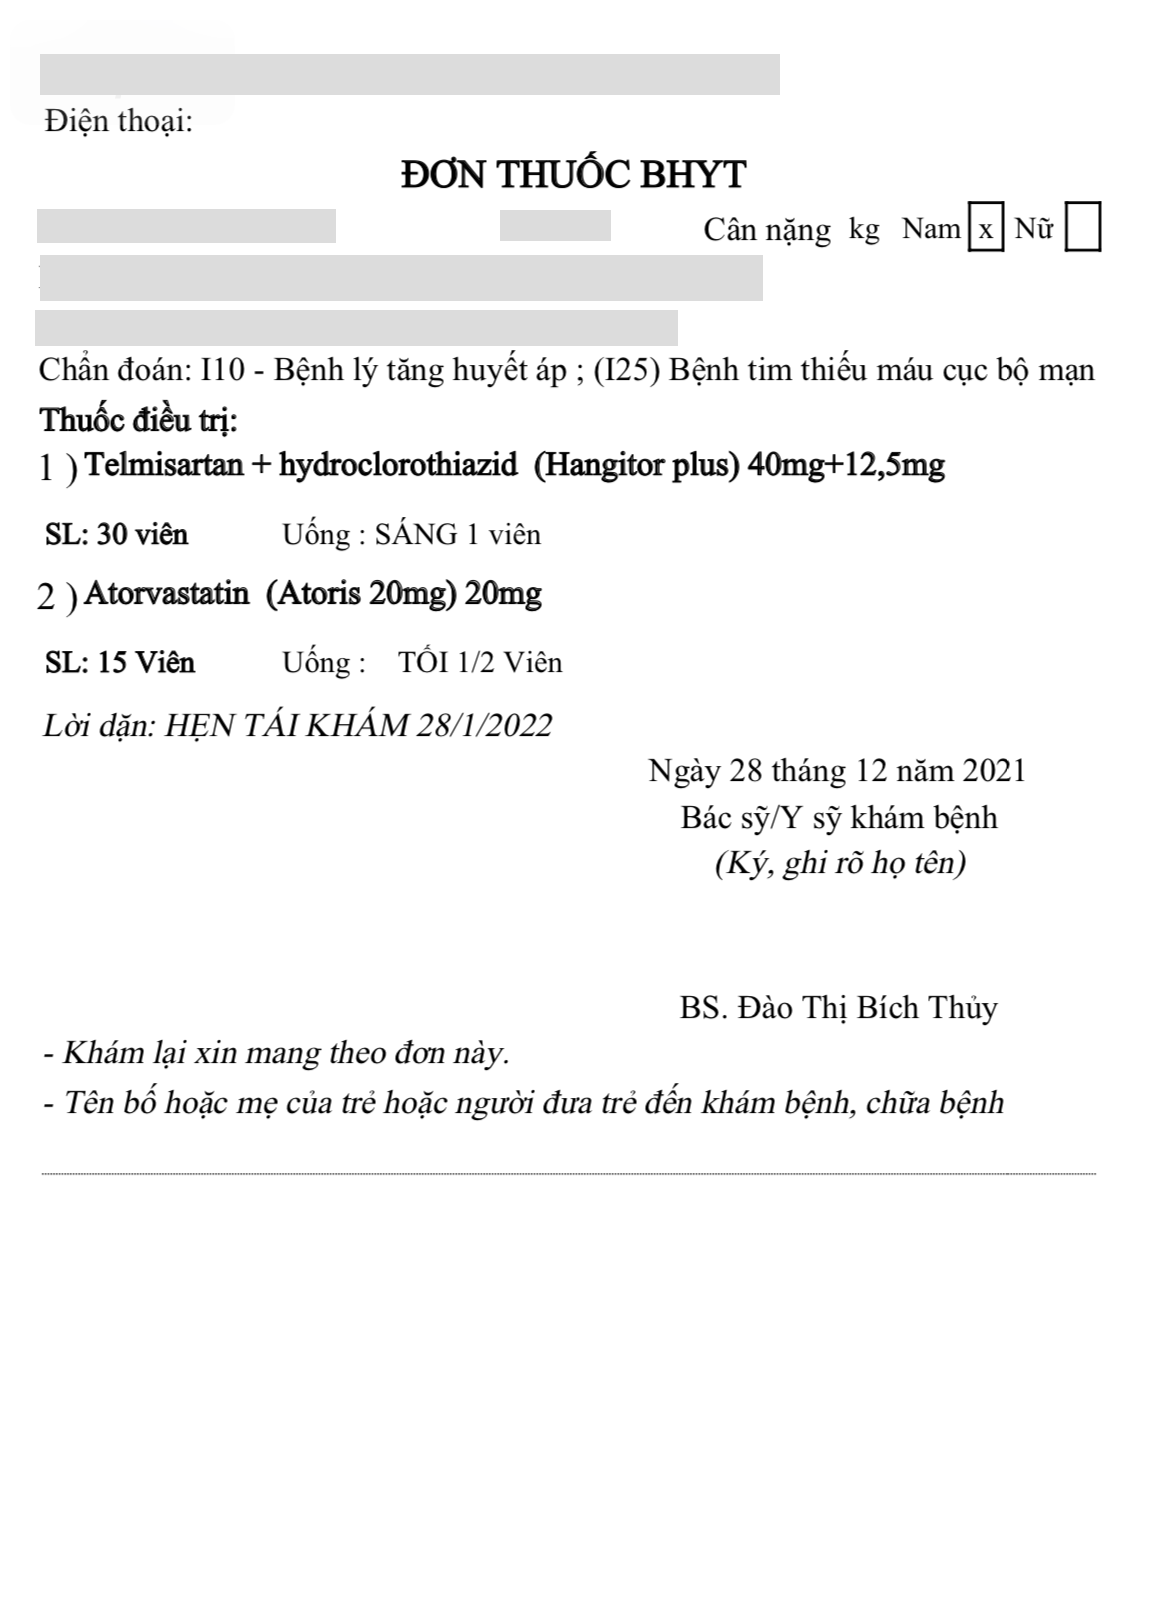 Điện thoại:
ĐƠN THUỐC BHYT
Cân nặng kg Nam x Nữ
Chẩn đoán: I10 - Bệnh lý tăng huyết áp ; (I25) Bệnh tim thiếu máu cục bộ mạn
Thuốc điều trị:
1 ) Telmisartan + hydroclorothiazid (Hangitor plus) 40mg+12,5mg
SL: 30 viên Uống : SÁNG 1 viên
2 ) Atorvastatin (Atoris 20mg) 20mg
SL: 15 Viên Uống : TỐI 1/2 Viên
Lời dặn: HẸN TÁI KHÁM 28/1/2022
Ngày 28 tháng 12 năm 2021
Bác sỹ/Y sỹ khám bệnh
(Ký, ghi rõ họ tên)
BS. Đào Thị Bích Thủy
- Khám lại xin mang theo đơn này.
- Tên bố hoặc mẹ của trẻ hoặc người đưa trẻ đến khám bệnh, chữa bệnh